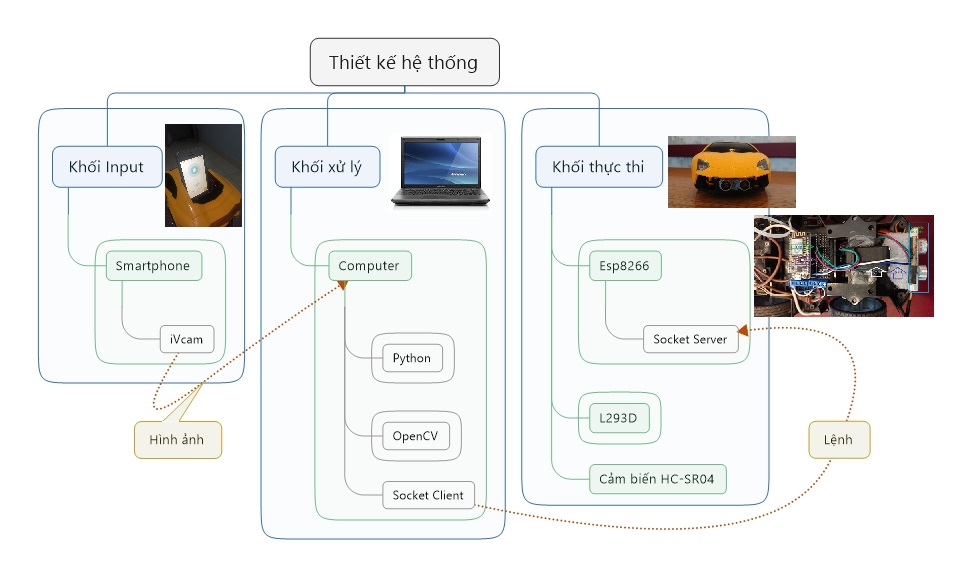 Thiết kế hệ thống
Khối Input
Smartphone
iVcam
Hình ảnh
Khối xử lý
Computer
Python
OpenCV
Socket Client
Khối thực thi
Esp8266
Socket Server
L293D
Cảm biến HC-SR04
Lệnh